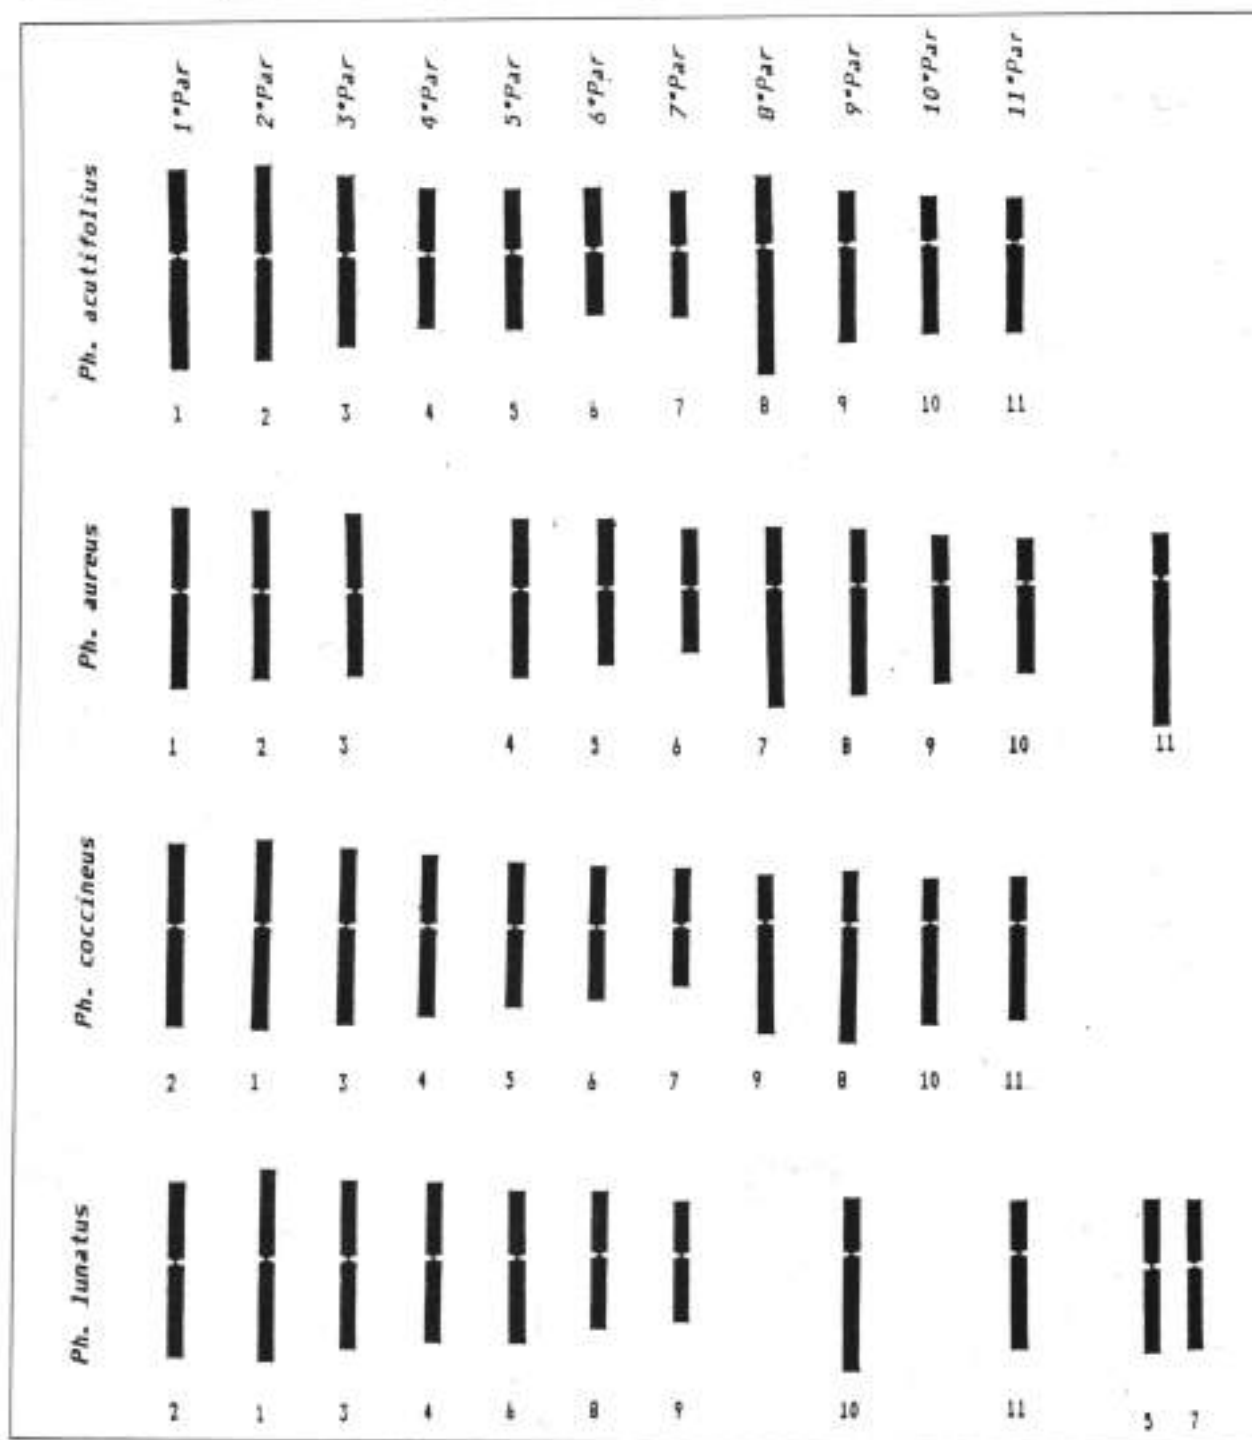 1°Par 2°Par 3°Par 4°Par 5°Par 6°Par 7°Par 8°Par 9°Par 10°Par 11°Par
Ph. acutifolius
1 2 3 4 5 6 7 8 9 10 11
Ph. aureus
1 2 3 4 5 6 7 8 9 10 11
Ph. coccineus
2 1 3 4 5 6 7 9 8 10 11
Ph. lunatus
2 1 3 4 6 8 9 10 11 5 7